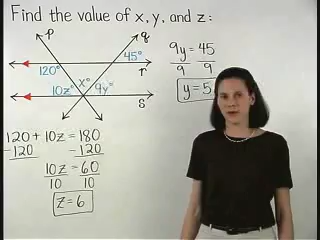 Find the value of x, y, and z:
p
q
45°
120°
r
x°
10z°
9y°
s
9y = 45
9 9
y = 5
120 + 10z = 180
-120 -120
10z = 60
10 10
z = 6